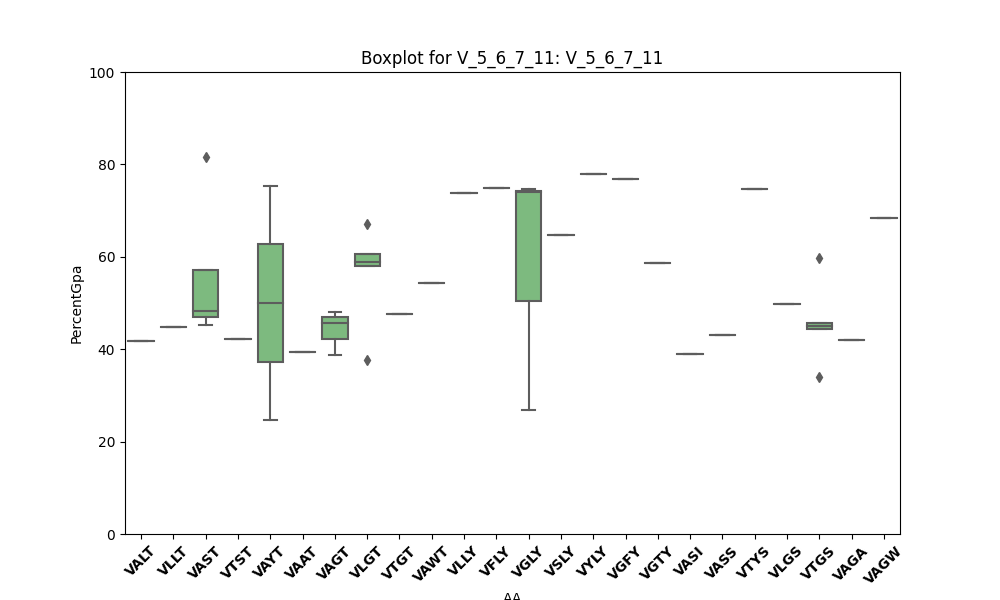 Boxplot for V_5_6_7_11: V_5_6_7_11
100
80
60
40
20
0
PercentGpa
VALT VLLT VAST VTST VAYT VAAT VAGT VLGT VTGT VAWT VLLY VFLY VGLY VSLY VYLY VGFY VGTY VASI VASS VTYS VLGS VTGS VAGA VAGW
AA